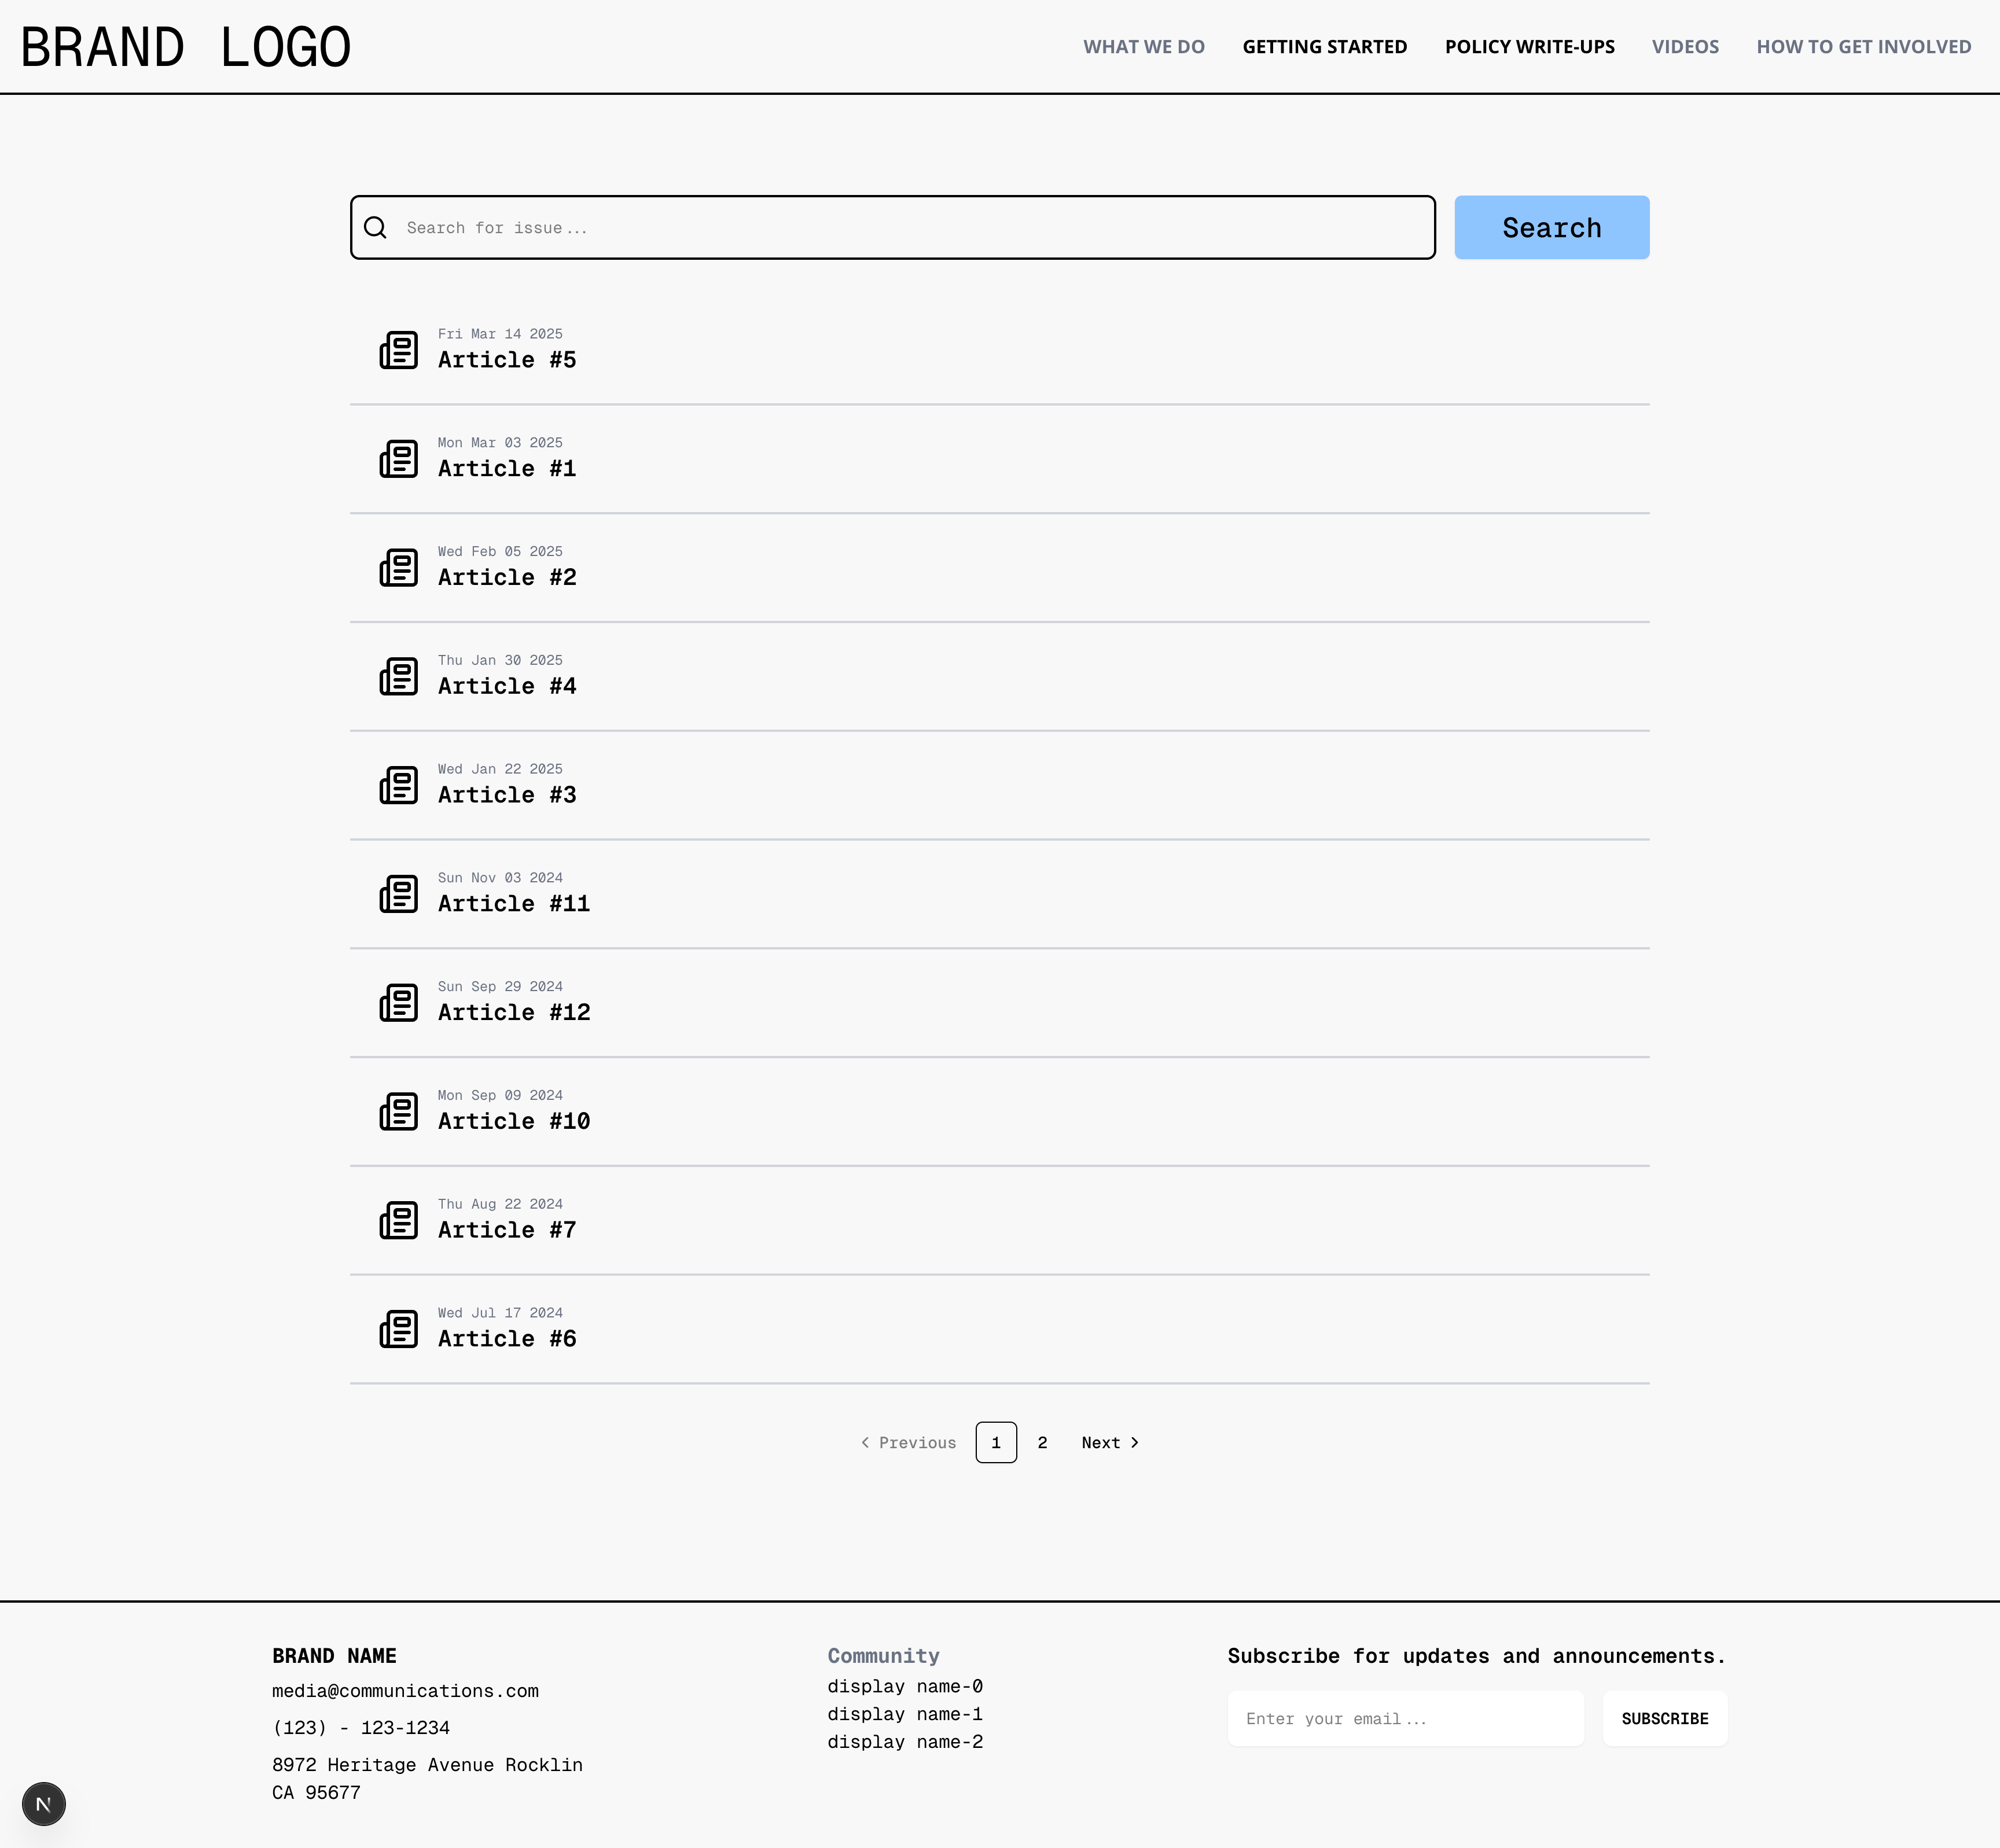 BRAND LOGO
WHAT WE DO
GETTING STARTED
POLICY WRITE-UPS
VIDEOS
HOW TO GET INVOLVED
Search for issue...
Search
Fri Mar 14 2025
Article #5
Mon Mar 03 2025
Article #1
Wed Feb 05 2025
Article #2
Thu Jan 30 2025
Article #4
Wed Jan 22 2025
Article #3
Sun Nov 03 2024
Article #11
Sun Sep 29 2024
Article #12
Mon Sep 09 2024
Article #10
Thu Aug 22 2024
Article #7
Wed Jul 17 2024
Article #6
Previous
1
2
Next
BRAND NAME
media@communications.com
(123) - 123-1234
8972 Heritage Avenue Rocklin
CA 95677
Community
display name-0
display name-1
display name-2
Subscribe for updates and announcements.
Enter your email...
SUBSCRIBE
N